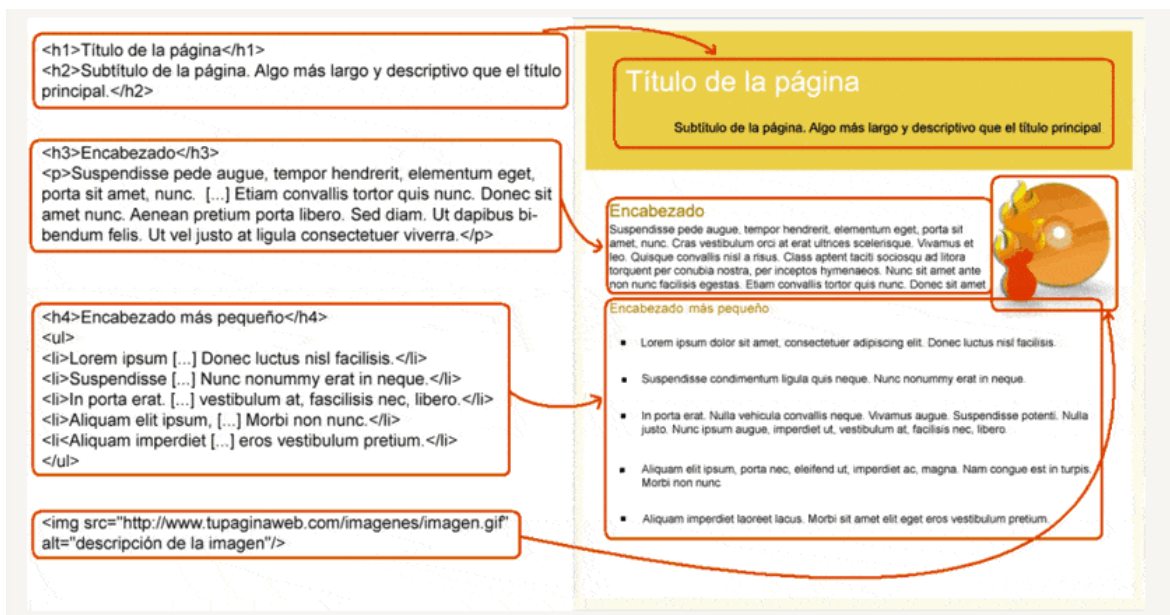 <h1>Título de la página</h1>
<h2>Subtítulo de la página. Algo más largo y descriptivo que el título
principal.</h2>
<h3>Encabezado</h3>
<p>Suspendisse pede augue, tempor hendrerit, elementum eget,
porta sit amet, nunc. [...] Etiam convallis tortor quis nunc. Donec sit
amet nunc. Aenean pretium porta libero. Sed diam. Ut dapibus bi-
bendum felis. Ut vel justo at ligula consectetuer viverra.</p>
<h4>Encabezado más pequeño</h4>
<ul>
<li>Lorem ipsum [...] Donec luctus nisl facilisis.</li>
<li>Suspendisse [...] Nunc nonummy erat in neque.</li>
<li>In porta erat. [...] vestibulum at, fascilisis nec, libero.</li>
<li>Aliquam elit ipsum, [...] Morbi non nunc.</li>
<li<Aliquam imperdiet [...] eros vestibulum pretium.</li>
</ul>
<img src="http://www.tupaginaweb.com/imagenes/imagen.gif"
alt="descripción de la imagen"/>
Título de la página
Subtítulo de la página. Algo más largo y descriptivo que el título principal
Encabezado
Suspendisse pede augue, tempor hendrerit, elementum eget, porta sit
amet, nunc. Cras vestibulum orci at erat ultrices scelerisque. Vivamus et
leo. Quisque convallis nisl a risus. Class aptent taciti sociosqu ad litora
torquent per conubia nostra, per inceptos hymenaeos. Nunc sit amet ante
non nunc facilisis egestas. Etiam convallis tortor quis nunc. Donec sit amet
Encabezado más pequeño
Lorem ipsum dolor sit amet, consectetuer adipiscing elit. Donec luctus nisl facilisis.
Suspendisse condimentum ligula quis neque. Nunc nonummy erat in neque.
In porta erat. Nulla vehicula convallis neque. Vivamus augue. Suspendisse potenti. Nulla
justo. Nunc ipsum augue, imperdiet ut, vestibulum at, facilisis nec, libero.
Aliquam elit ipsum, porta nec, eleifend ut, imperdiet ac, magna. Nam congue est in turpis.
Morbi non nunc
Aliquam imperdiet laoreet lacus. Morbi sit amet elit eget eros vestibulum pretium.